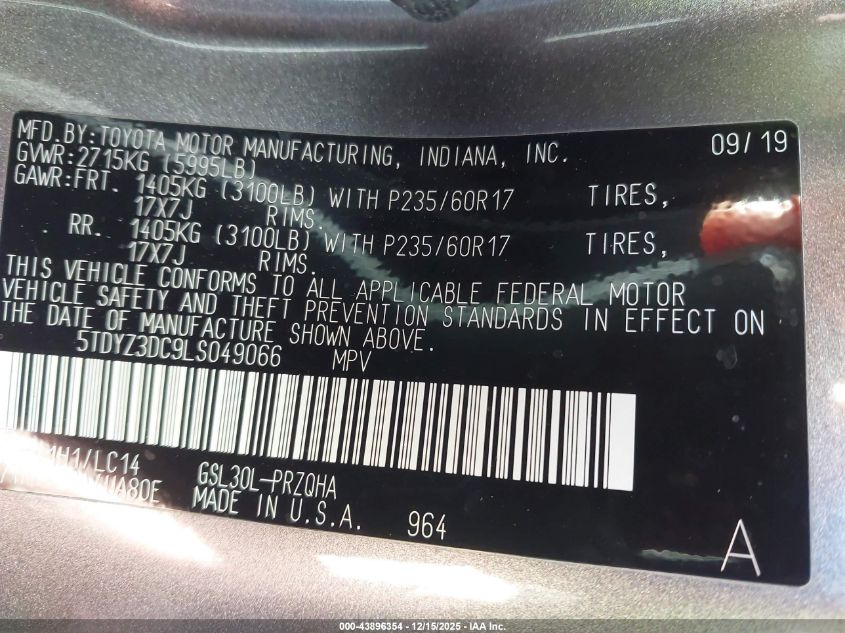 MFD.BY:TOYOTA MOTOR MANUFACTURING, INDIANA, INC. 09/19
GVWR:2715KG (5995LB)
GAWR:FRT. 1405KG (3100LB) WITH P235/60R17 TIRES,
17X7J RIMS.
RR. 1405KG (3100LB) WITH P235/60R17 TIRES,
17X7J RIMS.
THIS VEHICLE CONFORMS TO ALL APPLICABLE FEDERAL MOTOR
VEHICLE SAFETY AND THEFT PREVENTION STANDARDS IN EFFECT ON
THE DATE OF MANUFACTURE SHOWN ABOVE.
5TDYZ3DC9LS049066 MPV
/LC14 GSL30L-PRZQHA
UA80E MADE IN U.S.A. 964
A
000-43896354 - 12/15/2025 - IAA Inc.